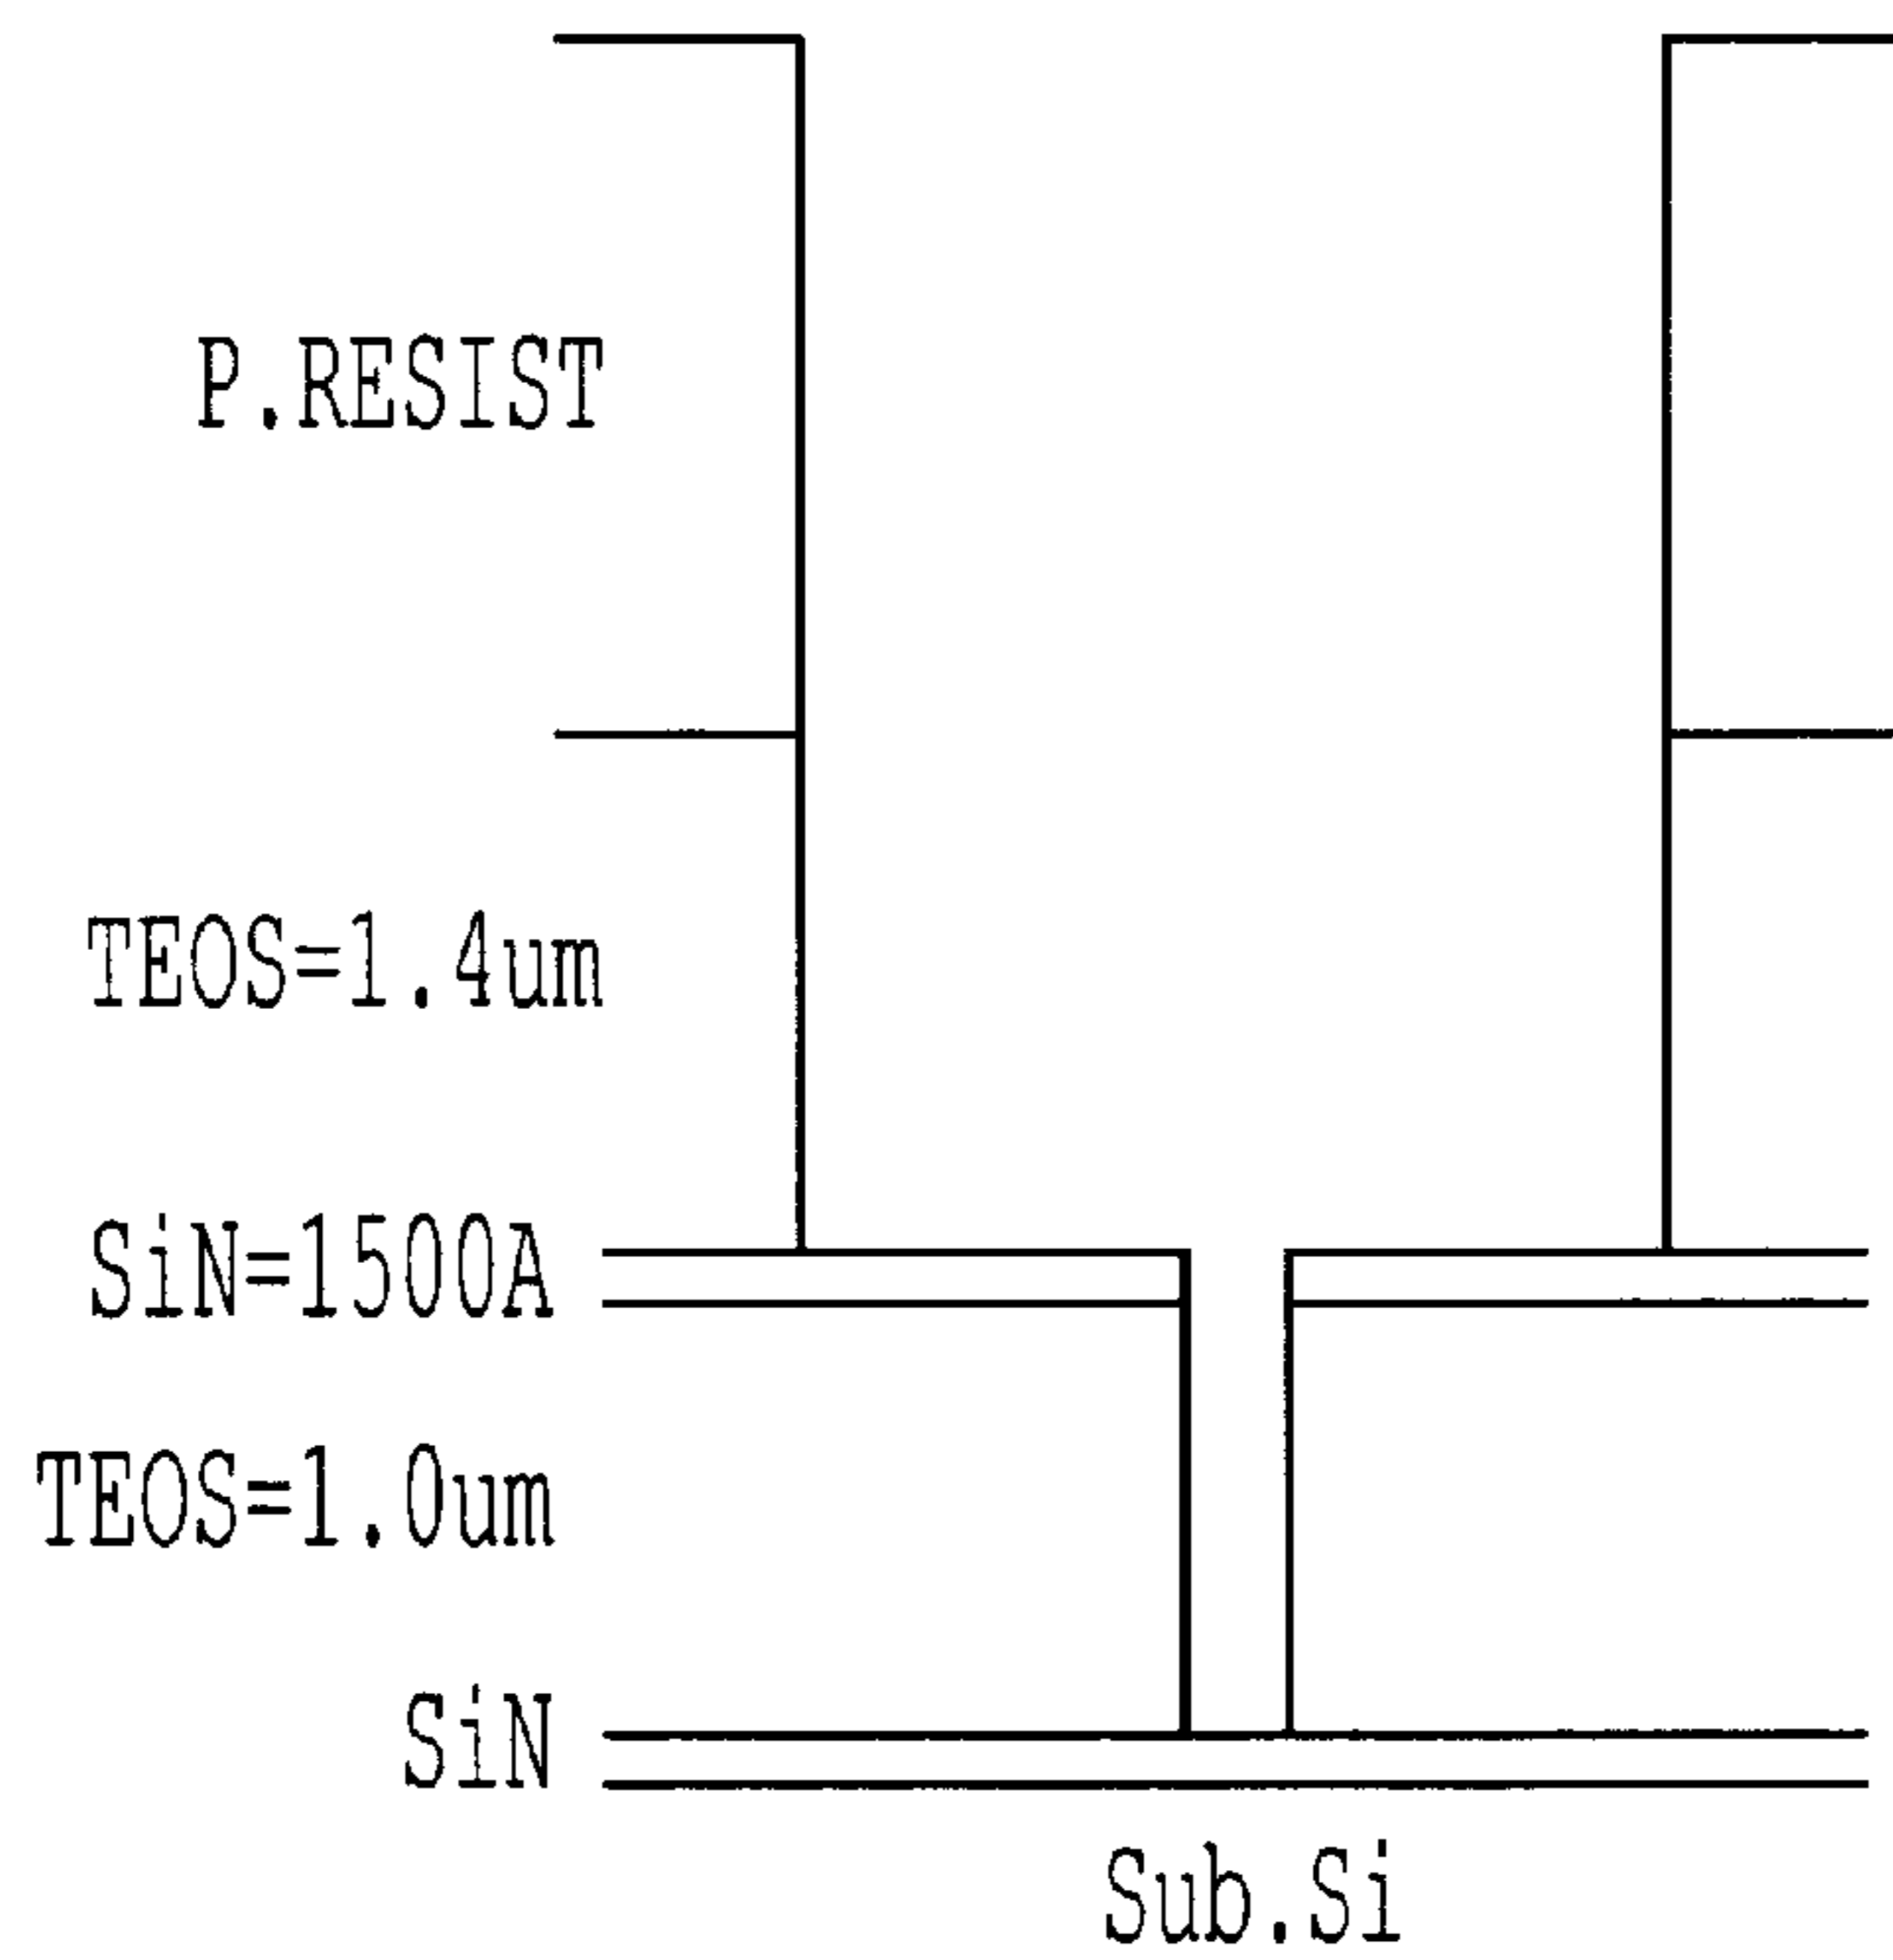 P.RESIST
TEOS=1.4um
SiN=1500A
TEOS=1.0um
SiN
Sub.Si